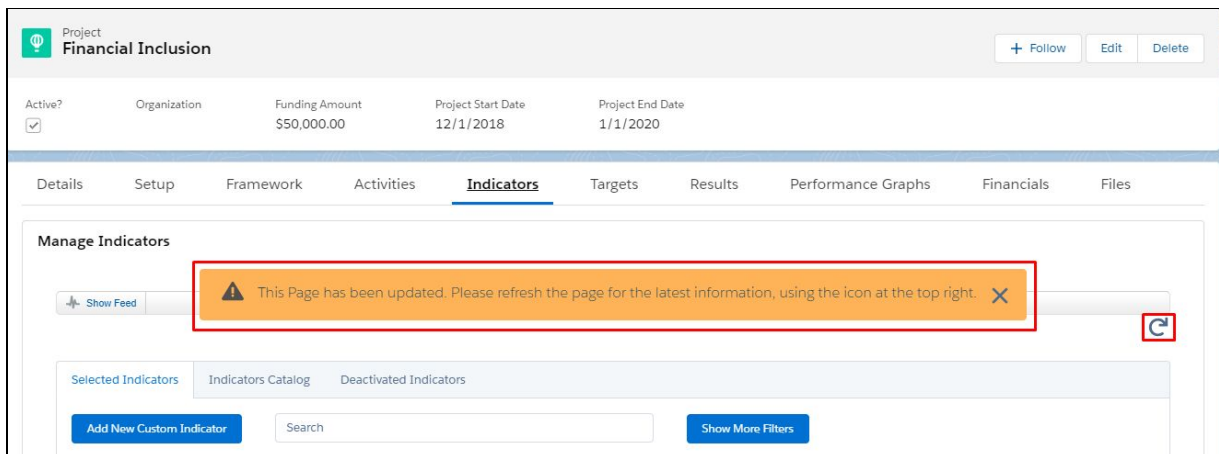 Project
Financial Inclusion
+ Follow Edit Delete
Active? Organization Funding Amount Project Start Date Project End Date
$50,000.00 12/1/2018 1/1/2020
Details Setup Framework Activities Indicators Targets Results Performance Graphs Financials Files
Manage Indicators
This Page has been updated. Please refresh the page for the latest information, using the icon at the top right.
Show Feed
Selected Indicators Indicators Catalog Deactivated Indicators
Add New Custom Indicator Search Show More Filters